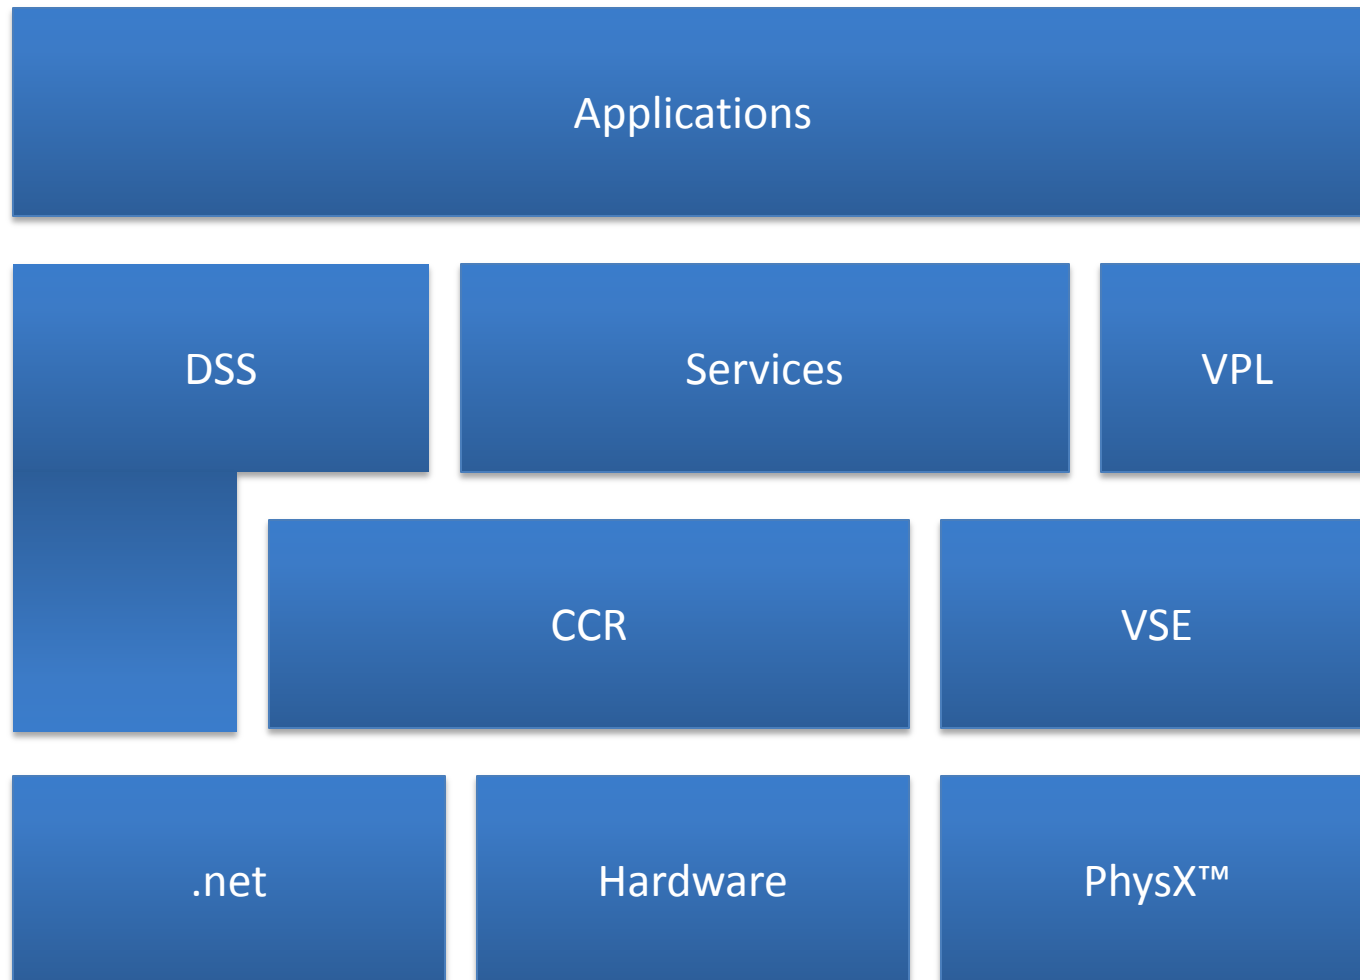 Applications
DSS
Services
VPL
CCR
VSE
.net
Hardware
PhysX™